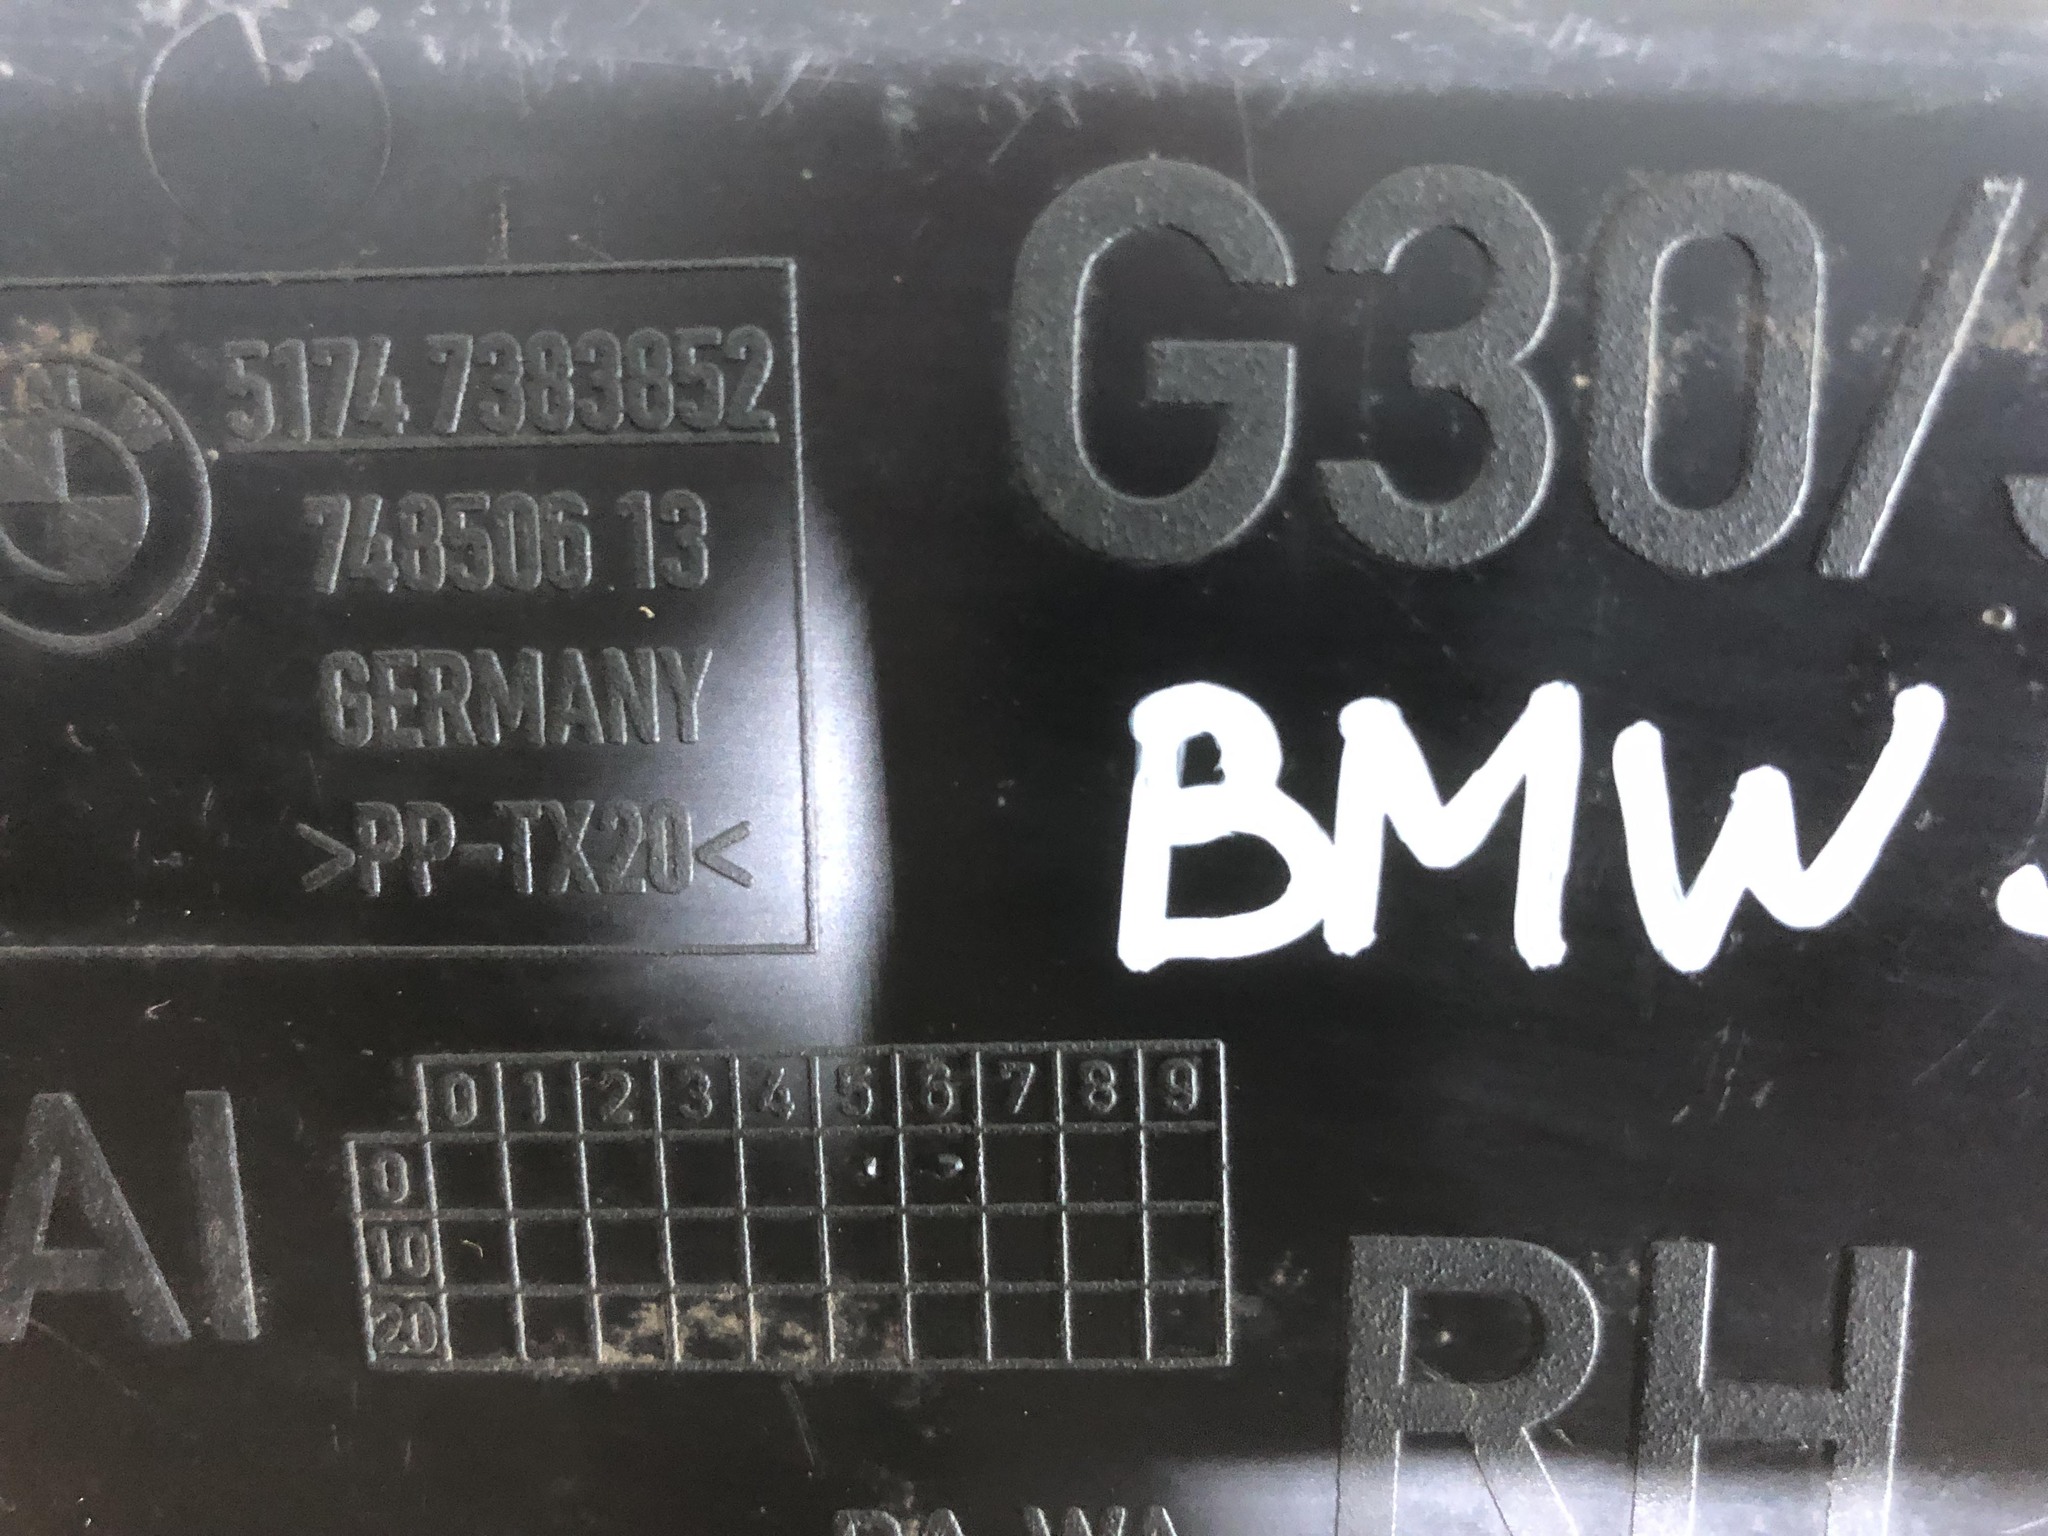 G30/
5174 7383852
748506 13
GERMANY
>PP-TX20<
BMW
0 1 2 3 4 5 6 7 8 9
0
10
20
AI
RH